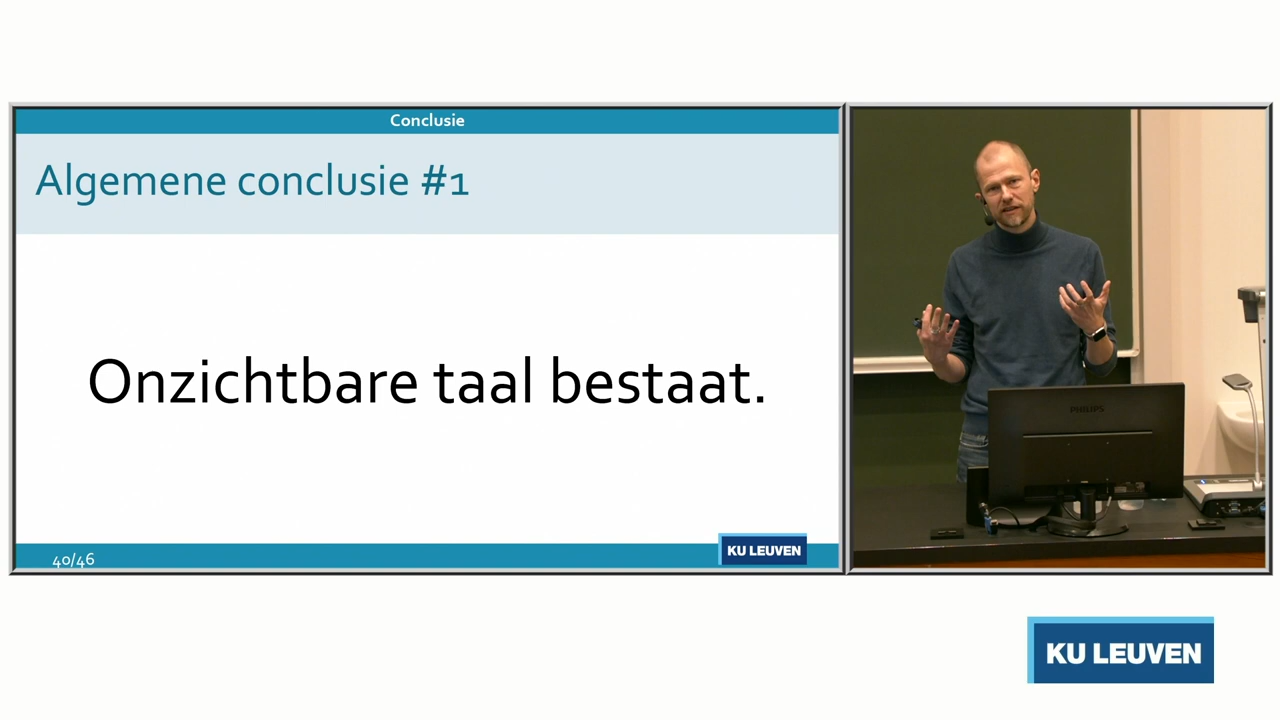 Conclusie
Algemene conclusie #1
Onzichtbare taal bestaat.
40/46
KU LEUVEN
PHILIPS
KU LEUVEN